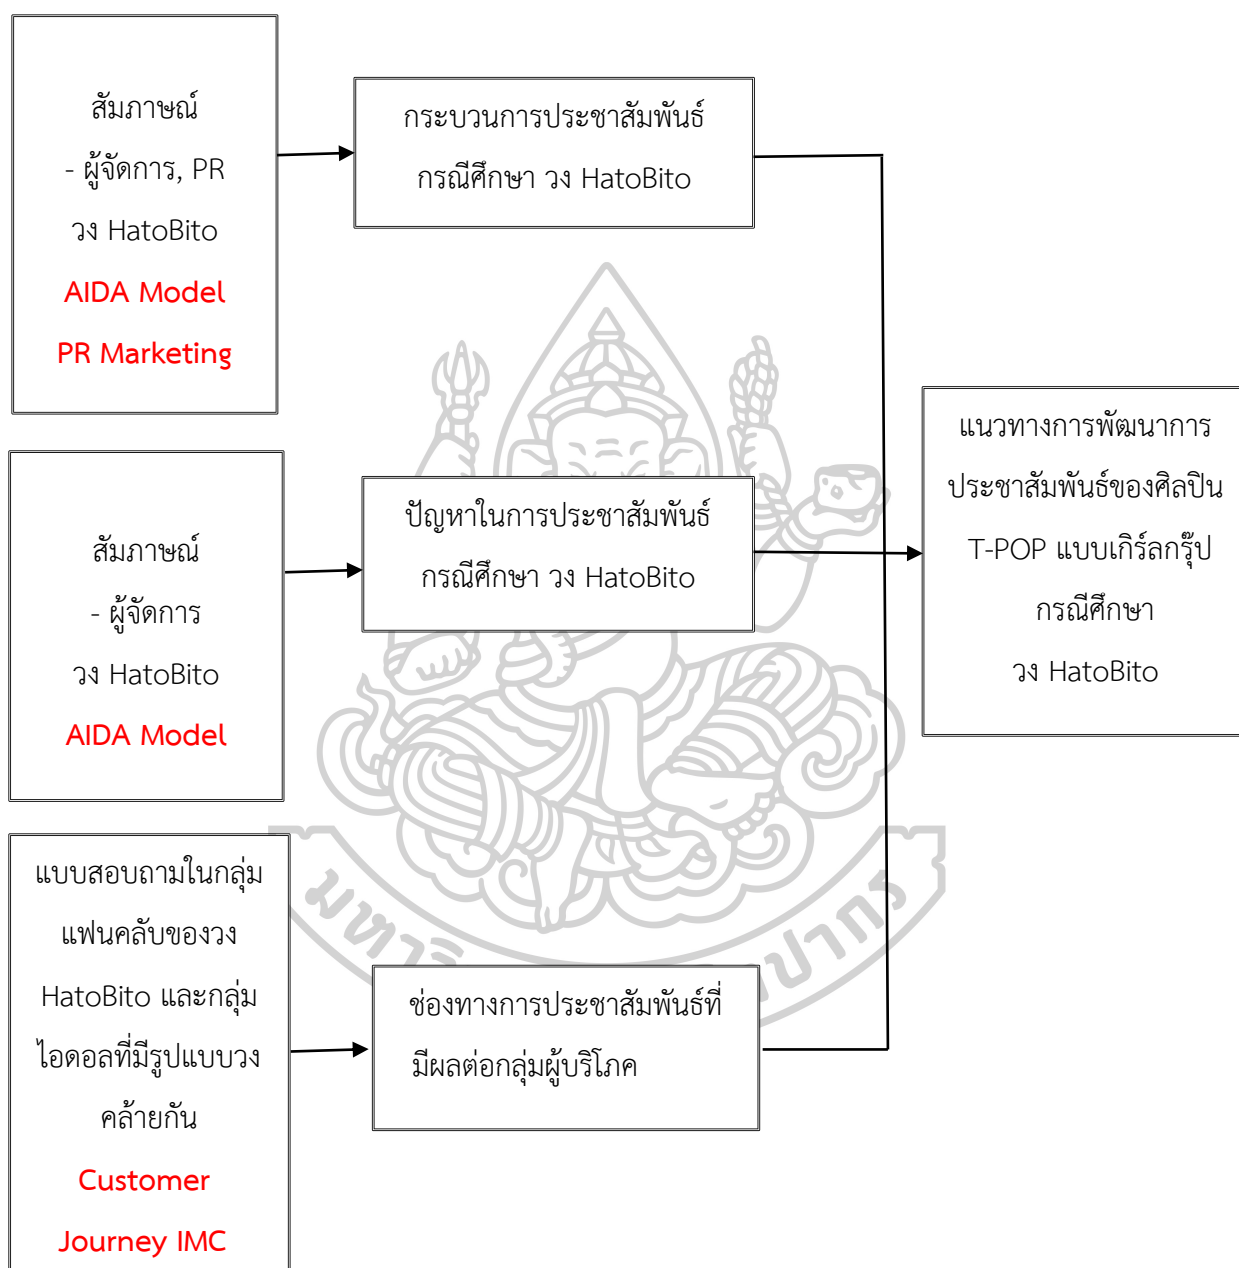 สัมภาษณ์
- ผู้จัดการ, PR
วง HatoBito
AIDA Model
PR Marketing
กระบวนการประชาสัมพันธ์
กรณีศึกษา วง HatoBito
สัมภาษณ์
- ผู้จัดการ
วง HatoBito
AIDA Model
ปัญหาในการประชาสัมพันธ์
กรณีศึกษา วง HatoBito
แบบสอบถามในกลุ่ม
แฟนคลับของวง
HatoBito และกลุ่ม
ไอดอลที่มีรูปแบบวง
คล้ายกัน
Customer
Journey IMC
ช่องทางการประชาสัมพันธ์ที่
มีผลต่อกลุ่มผู้บริโภค
แนวทางการพัฒนาการ
ประชาสัมพันธ์ของศิลปิน
T-POP แบบเกิร์ลกรุ๊ป
กรณีศึกษา
วง HatoBito